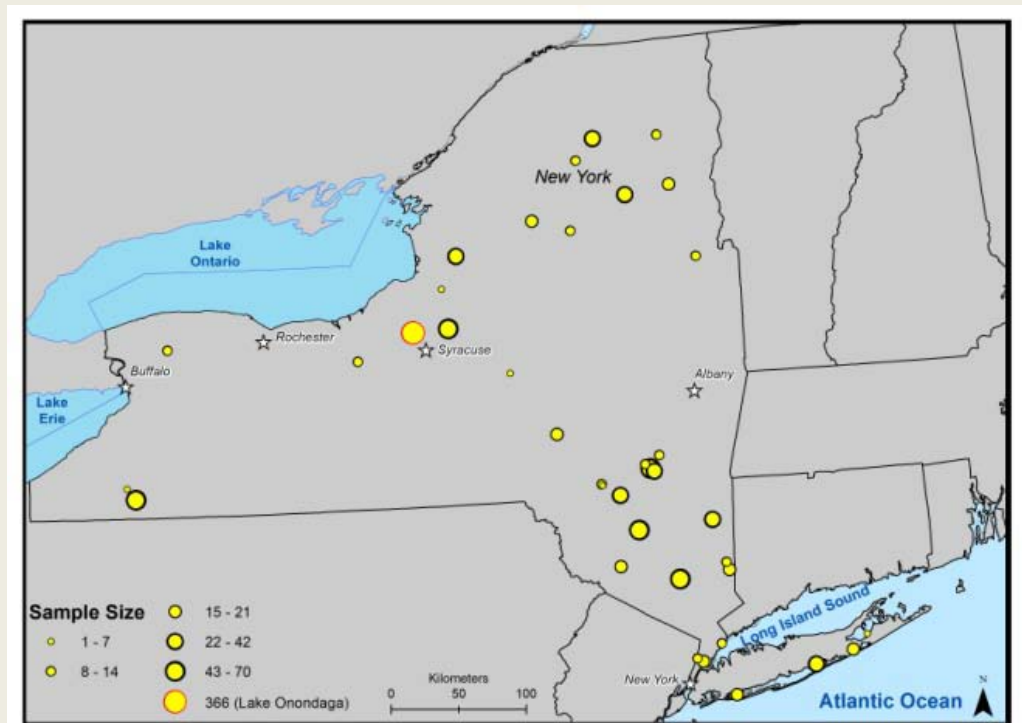 New York
Lake
Ontario
Rochester
Syracuse
Buffalo
Albany
Lake
Erie
Long Island Sound
New York
Atlantic Ocean
N
Sample Size
1 - 7
8 - 14
15 - 21
22 - 42
43 - 70
366 (Lake Onondaga)
Kilometers
0 50 100